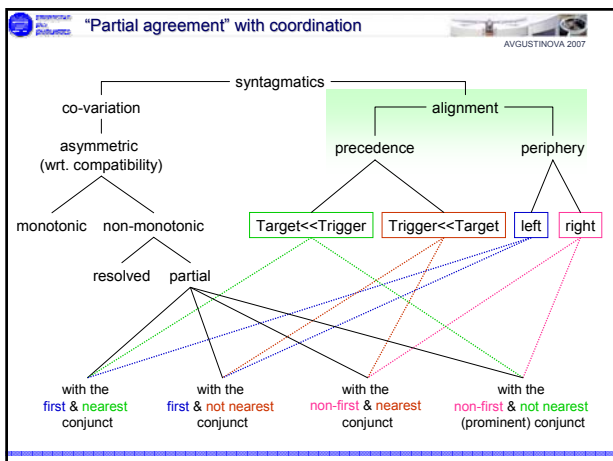 “Partial agreement” with coordination
AVGUSTINOVA 2007
syntagmatics
co-variation
alignment
asymmetric
(wrt. compatibility)
precedence
periphery
monotonic
non-monotonic
Target<<Trigger
Trigger<<Target
left
right
resolved
partial
with the
first & nearest
conjunct
with the
first & not nearest
conjunct
with the
non-first & nearest
conjunct
with the
non-first & not nearest
(prominent) conjunct